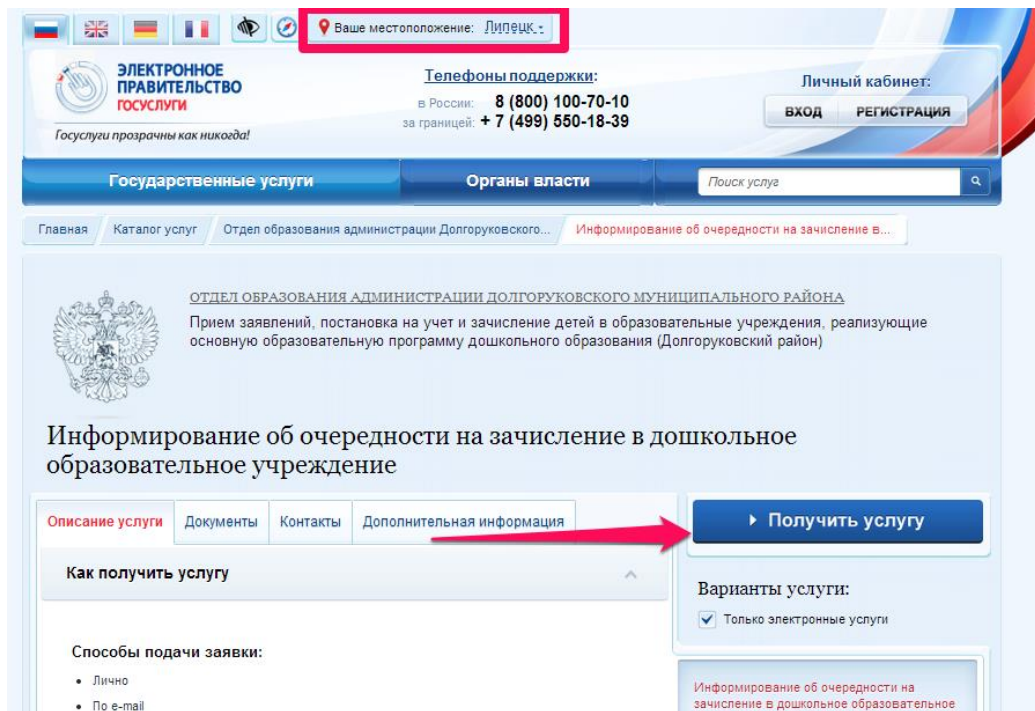 Ваше местоположение: Липецк
ЭЛЕКТРОННОЕ
ПРАВИТЕЛЬСТВО
ГОСУСЛУГИ
Госуслуги прозрачны как никогда!
Телефоны поддержки:
в России: 8 (800) 100-70-10
за границей: + 7 (499) 550-18-39
Личный кабинет:
ВХОД РЕГИСТРАЦИЯ
Государственные услуги
Органы власти
Поиск услуг
Главная
Каталог услуг
Отдел образования администрации Долгоруковского...
Информирование об очередности на зачисление в...
ОТДЕЛ ОБРАЗОВАНИЯ АДМИНИСТРАЦИИ ДОЛГОРУКОВСКОГО МУНИЦИПАЛЬНОГО РАЙОНА
Прием заявлений, постановка на учет и зачисление детей в образовательные учреждения, реализующие
основную образовательную программу дошкольного образования (Долгоруковский район)
Информирование об очередности на зачисление в дошкольное
образовательное учреждение
Описание услуги
Документы
Контакты
Дополнительная информация
Получить услугу
Как получить услугу
Варианты услуги:
Только электронные услуги
Способы подачи заявки:
• Лично
• По e-mail
Информирование об очередности на
зачисление в дошкольное образовательное